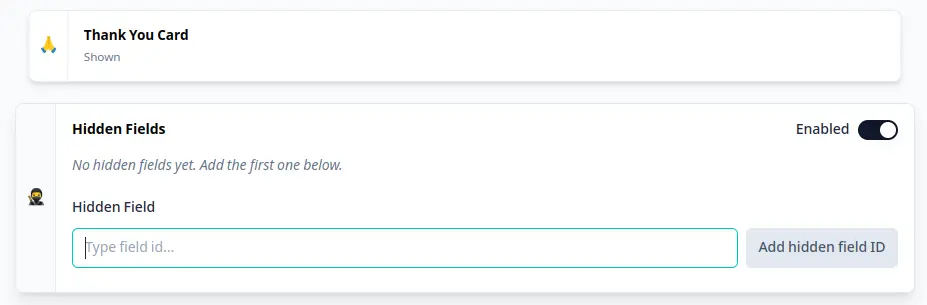 Thank You Card
Shown
Hidden Fields
Enabled
No hidden fields yet. Add the first one below.
Hidden Field
Type field id...
Add hidden field ID